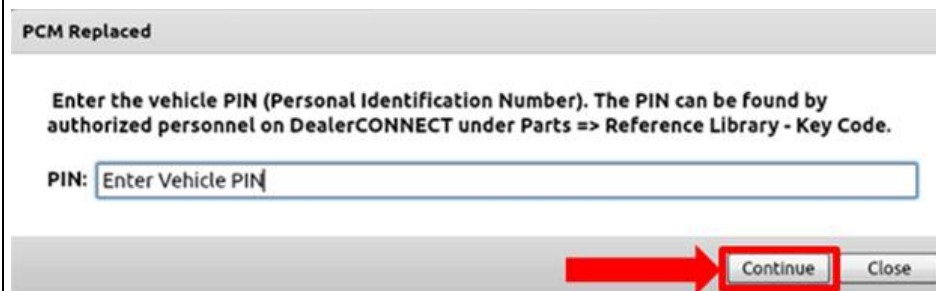 PCM Replaced
Enter the vehicle PIN (Personal Identification Number). The PIN can be found by
authorized personnel on DealerCONNECT under Parts => Reference Library - Key Code.
PIN: Enter Vehicle PIN
Continue Close